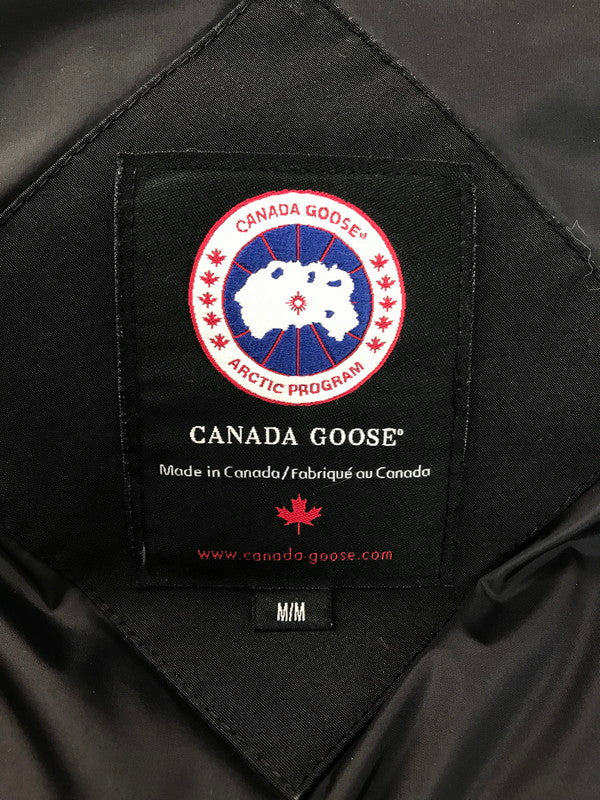 CANADA GOOSE®
ARCTIC PROGRAM
CANADA GOOSE®
Made in Canada/Fabriqué au Canada
www.canada-goose.com
M/M